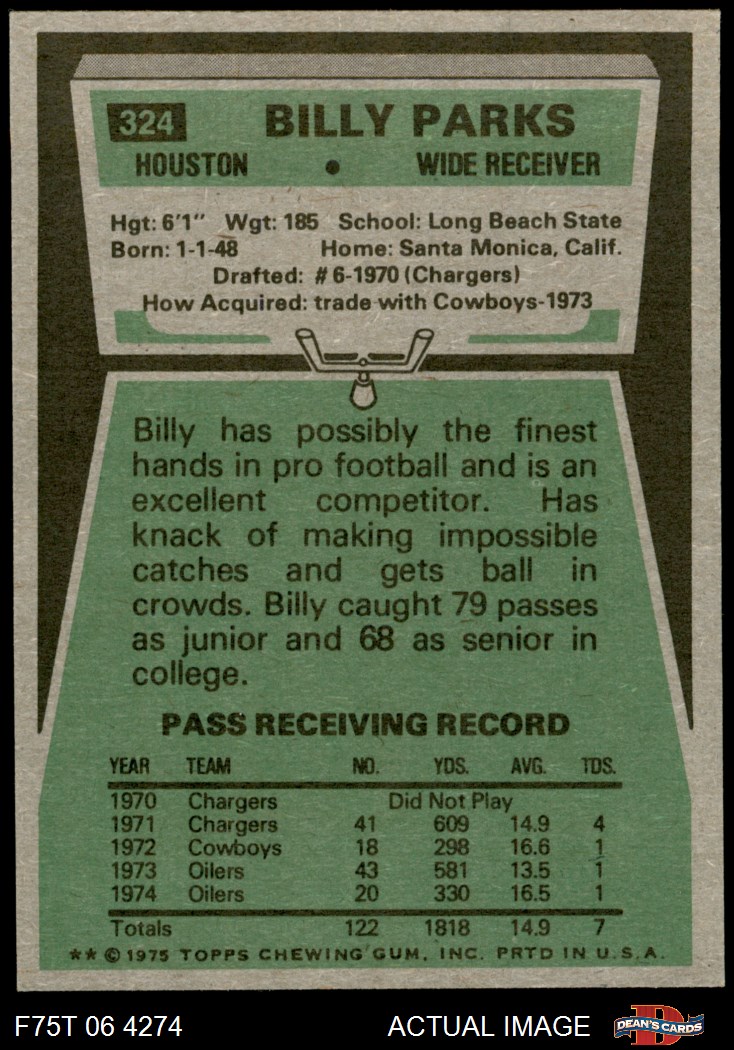 324 BILLY PARKS
HOUSTON • WIDE RECEIVER
Hgt: 6'1" Wgt: 185 School: Long Beach State
Born: 1-1-48 Home: Santa Monica, Calif.
Drafted: #6-1970 (Chargers)
How Acquired: trade with Cowboys-1973
Billy has possibly the finest
hands in pro football and is an
excellent competitor. Has
knack of making impossible
catches and gets ball in
crowds. Billy caught 79 passes
as junior and 68 as senior in
college.
PASS RECEIVING RECORD
YEAR TEAM NO. YDS. AVG. TDS.
1970 Chargers Did Not Play
1971 Chargers 41 609 14.9 4
1972 Cowboys 18 298 16.6 1
1973 Oilers 43 581 13.5 1
1974 Oilers 20 330 16.5 1
Totals 122 1818 14.9 7
** © 1975 TOPPS CHEWING GUM, INC. PRTD IN U.S.A.
F75T 06 4274 ACTUAL IMAGE D DEAN'S CARDS